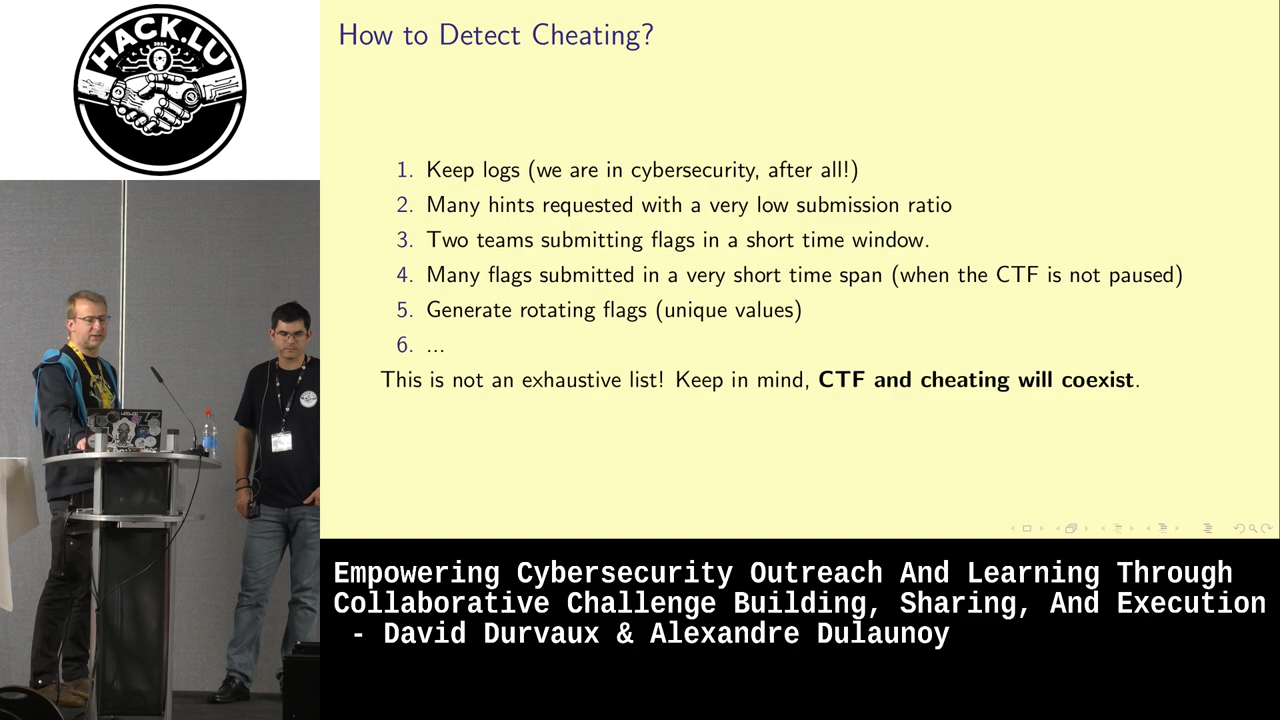 HACK.LU
2024
How to Detect Cheating?
1. Keep logs (we are in cybersecurity, after all!)
2. Many hints requested with a very low submission ratio
3. Two teams submitting flags in a short time window.
4. Many flags submitted in a very short time span (when the CTF is not paused)
5. Generate rotating flags (unique values)
6. ...
This is not an exhaustive list! Keep in mind, CTF and cheating will coexist.
Empowering Cybersecurity Outreach And Learning Through
Collaborative Challenge Building, Sharing, And Execution
- David Durvaux & Alexandre Dulaunoy